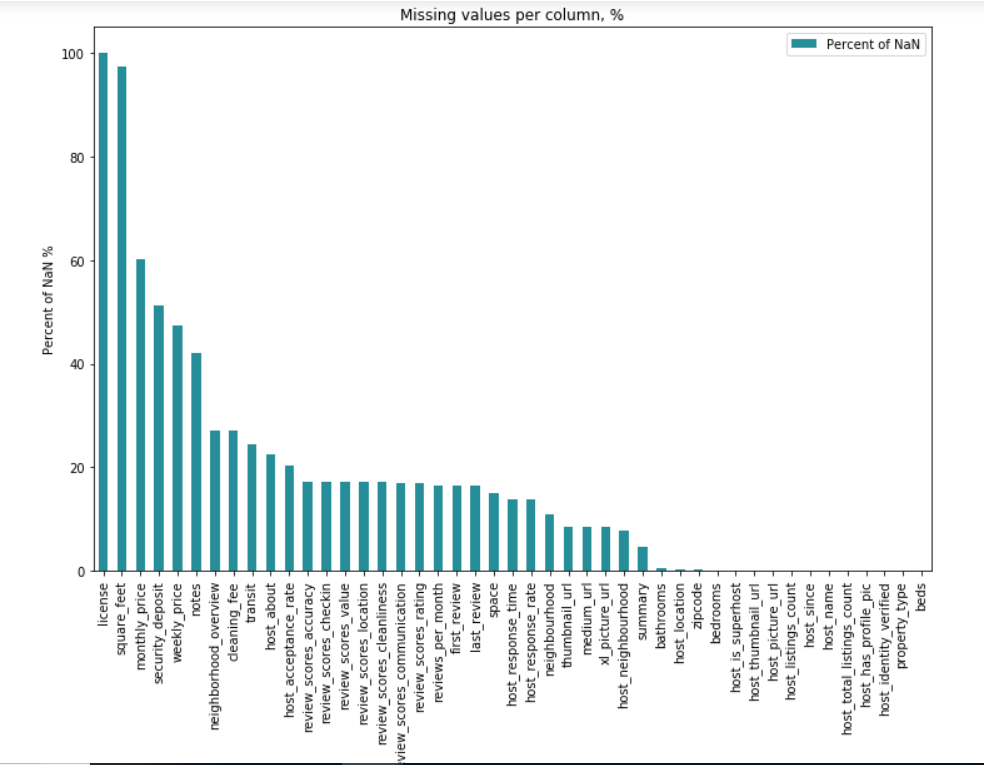 Missing values per column, %
Percent of NaN
100
80
60
40
20
0
Percent of NaN %
license
square_feet
monthly_price
security_deposit
weekly_price
notes
neighborhood_overview
cleaning_fee
transit
host_about
host_acceptance_rate
review_scores_accuracy
review_scores_checkin
review_scores_value
review_scores_location
review_scores_cleanliness
view_scores_communication
review_scores_rating
reviews_per_month
first_review
last_review
space
host_response_time
host_response_rate
neighbourhood
thumbnail_url
medium_url
xl_picture_url
host_neighbourhood
summary
bathrooms
host_location
zipcode
bedrooms
host_is_superhost
host_thumbnail_url
host_picture_url
host_listings_count
host_since
host_name
host_total_listings_count
host_has_profile_pic
host_identity_verified
property_type
beds